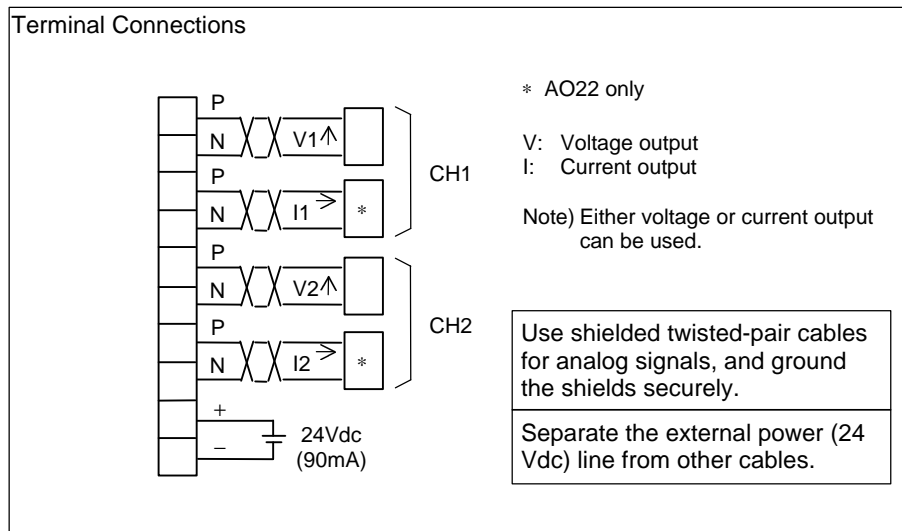 Terminal Connections
P
N
V1
P
N
I1
*
CH1
P
N
V2
P
N
I2
*
CH2
+
−
24Vdc
(90mA)
* AO22 only
V: Voltage output
I: Current output
Note) Either voltage or current output
can be used.
Use shielded twisted-pair cables
for analog signals, and ground
the shields securely.
Separate the external power (24
Vdc) line from other cables.